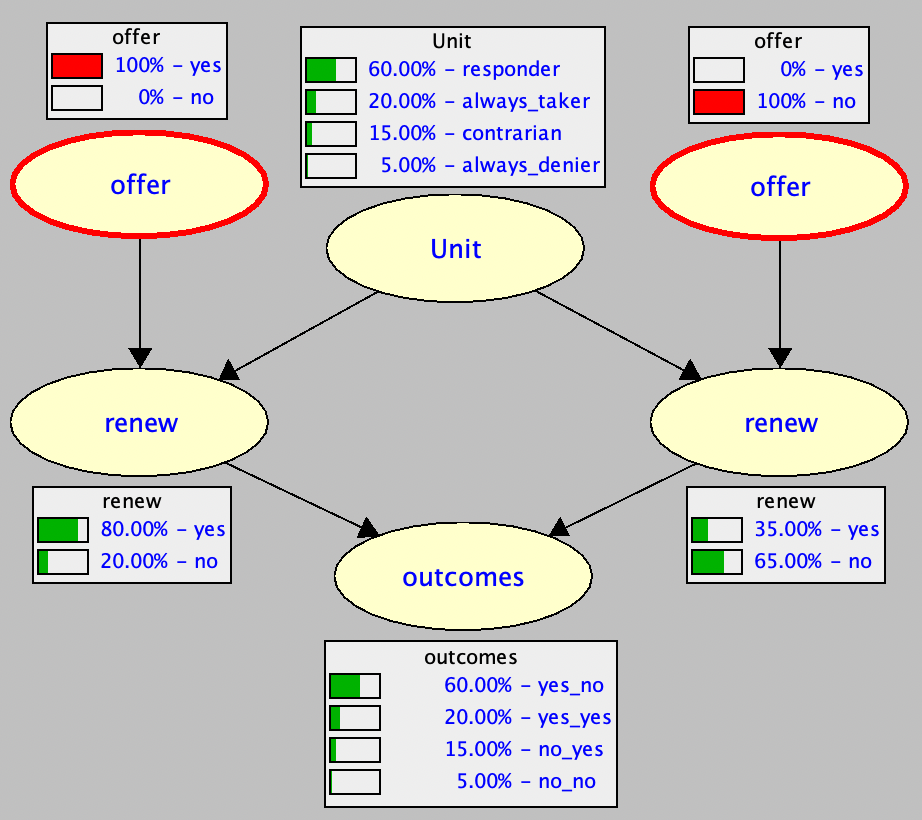 offer
100% - yes
0% - no
Unit
60.00% - responder
20.00% - always_taker
15.00% - contrarian
5.00% - always_denier
offer
0% - yes
100% - no
offer
Unit
offer
renew
renew
renew
80.00% - yes
20.00% - no
renew
35.00% - yes
65.00% - no
outcomes
outcomes
60.00% - yes_no
20.00% - yes_yes
15.00% - no_yes
5.00% - no_no